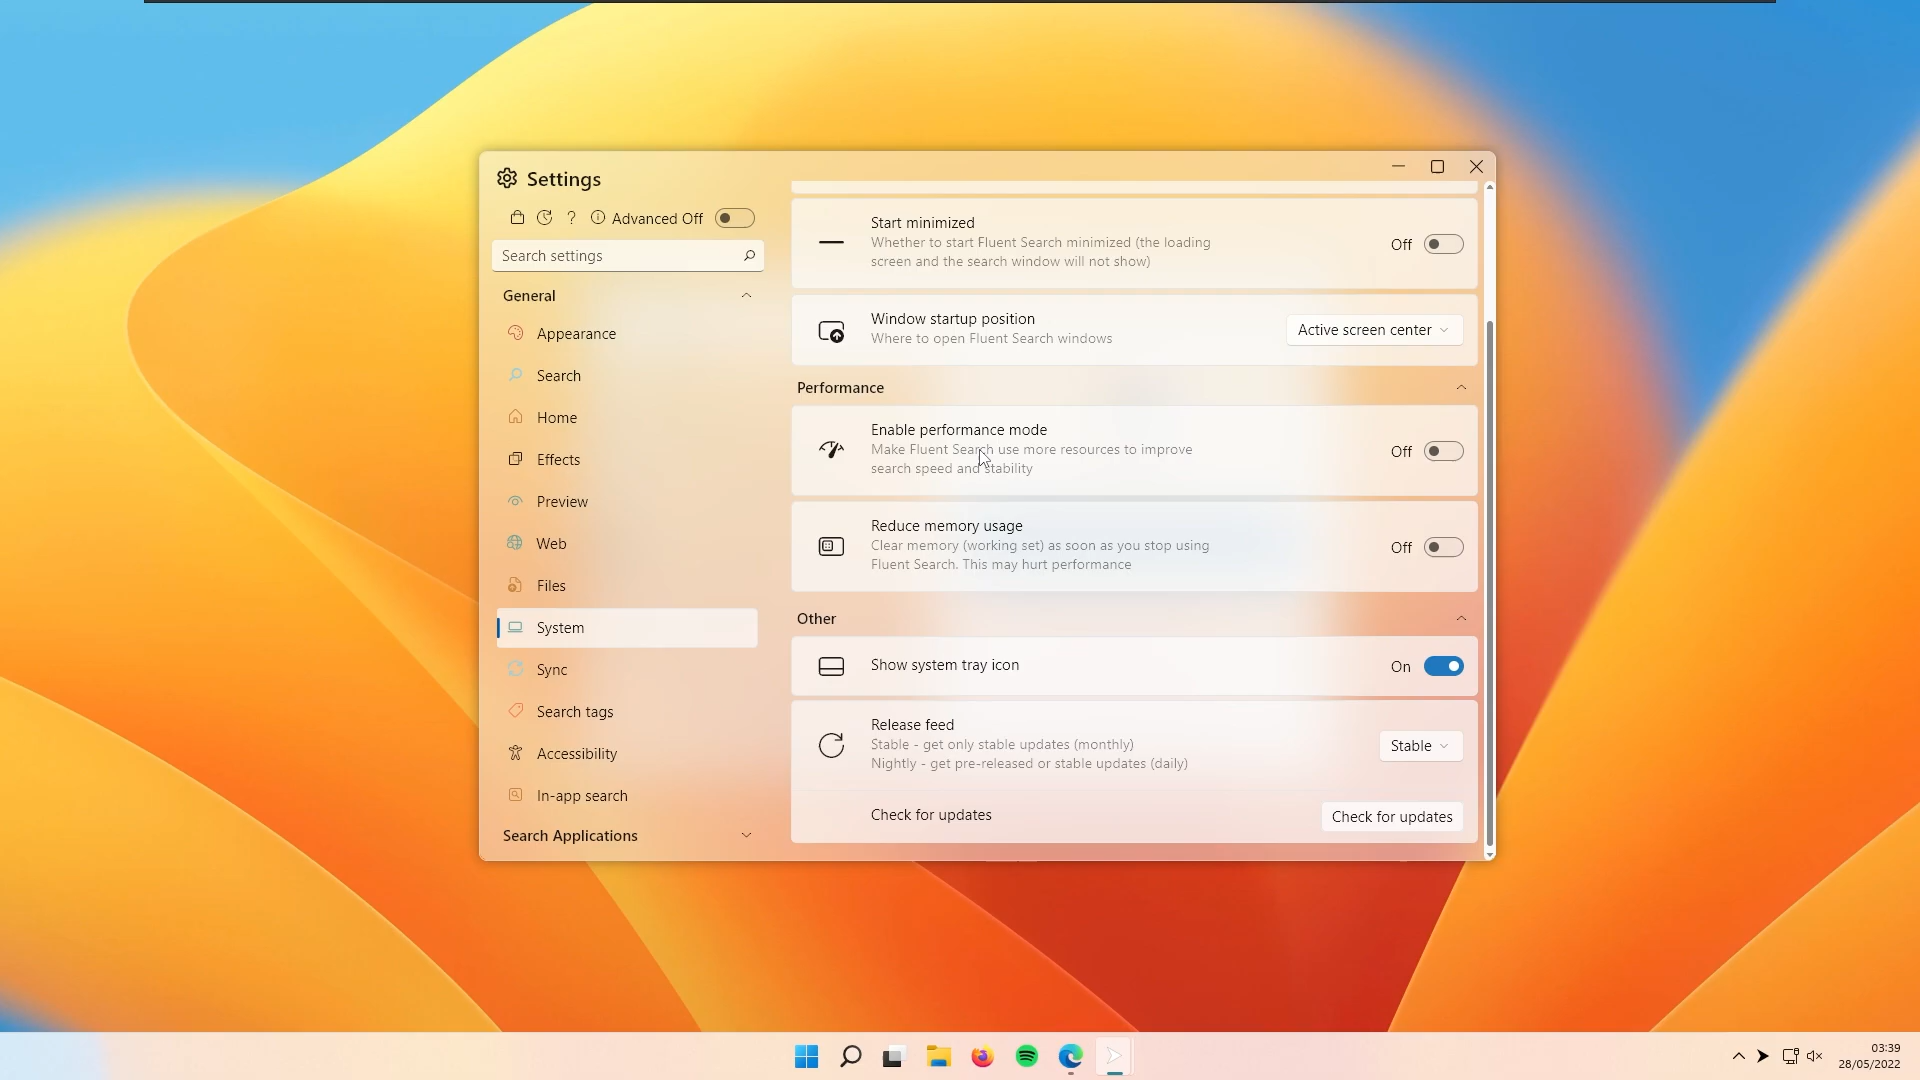 Settings
Advanced Off
Search settings
General
Appearance
Search
Home
Effects
Preview
Web
Files
System
Sync
Search tags
Accessibility
In-app search
Search Applications
Start minimized
Whether to start Fluent Search minimized (the loading
screen and the search window will not show)
Off
Window startup position
Where to open Fluent Search windows
Active screen center
Performance
Enable performance mode
Make Fluent Search use more resources to improve
search speed and stability
Off
Reduce memory usage
Clear memory (working set) as soon as you stop using
Fluent Search. This may hurt performance
Off
Other
Show system tray icon
On
Release feed
Stable - get only stable updates (monthly)
Nightly - get pre-released or stable updates (daily)
Stable
Check for updates
Check for updates
03:39
28/05/2022